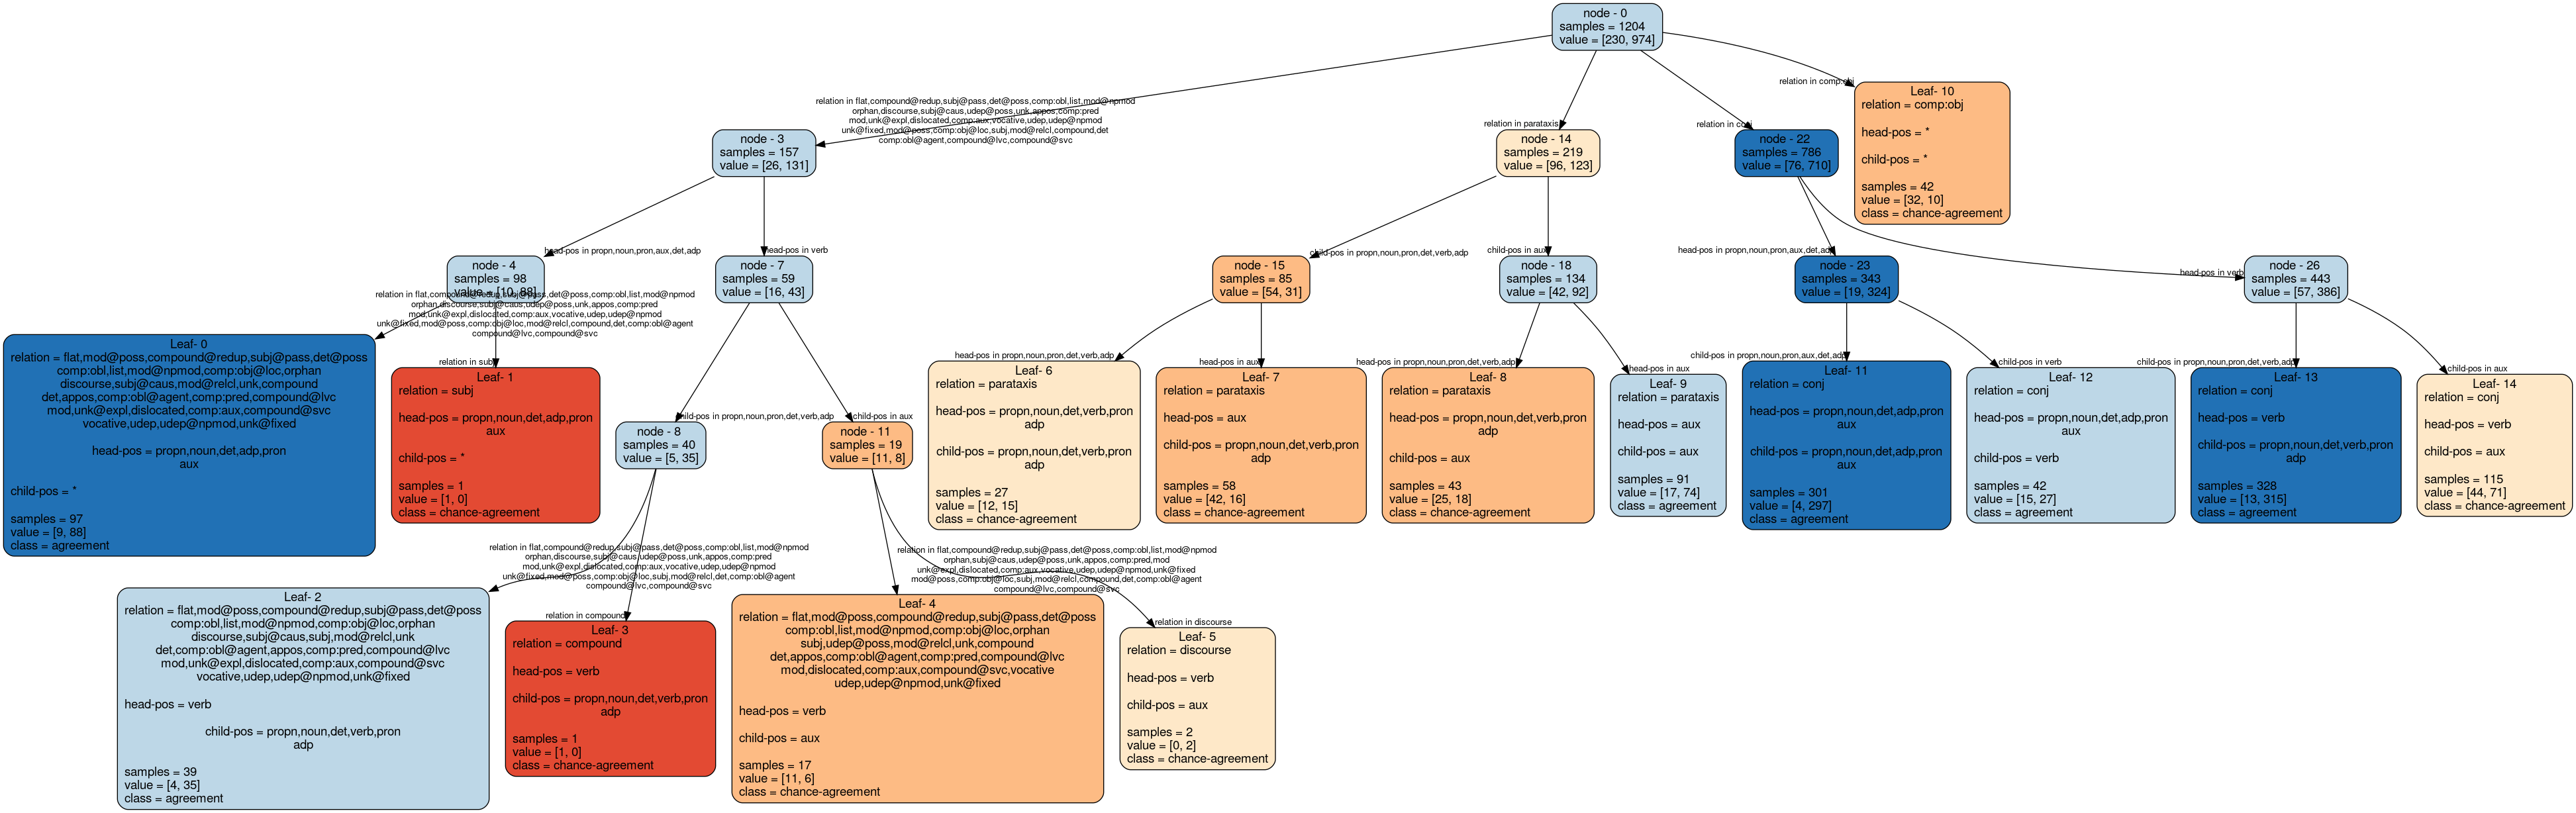 node - 0
samples = 1204
value = [230, 974]
relation in comp:obj
Leaf- 10
relation = comp:obj
head-pos = *
child-pos = *
samples = 42
value = [32, 10]
class = chance-agreement
relation in flat,compound@redup,subj@pass,det@poss,comp:obl,list,mod@npmod
orphan,discourse,subj@caus,udep@poss,unk,appos,comp:pred
mod,unk@expl,dislocated,comp:aux,vocative,udep,udep@npmod
unk@fixed,mod@poss,comp:obj@loc,subj,mod@relcl,compound,det
comp:obl@agent,compound@lvc,compound@svc
node - 3
samples = 157
value = [26, 131]
relation in parataxis
node - 14
samples = 219
value = [96, 123]
relation in conj
node - 22
samples = 786
value = [76, 710]
head-pos in propn,noun,pron,aux,det,adp
node - 4
samples = 98
value = [10, 88]
head-pos in verb
node - 7
samples = 59
value = [16, 43]
child-pos in propn,noun,pron,det,verb,adp
node - 15
samples = 85
value = [54, 31]
child-pos in aux
node - 18
samples = 134
value = [42, 92]
head-pos in propn,noun,pron,aux,det,adp
node - 23
samples = 343
value = [19, 324]
head-pos in verb
node - 26
samples = 443
value = [57, 386]
relation in flat,compound@redup,subj@pass,det@poss,comp:obl,list,mod@npmod
orphan,discourse,subj@caus,udep@poss,unk,appos,comp:pred
mod,unk@expl,dislocated,comp:aux,vocative,udep,udep@npmod
unk@fixed,mod@poss,comp:obj@loc,mod@relcl,compound,det,comp:obl@agent
compound@lvc,compound@svc
Leaf- 0
relation = flat,mod@poss,compound@redup,subj@pass,det@poss
comp:obl,list,mod@npmod,comp:obj@loc,orphan
discourse,subj@caus,mod@relcl,unk,compound
det,appos,comp:obl@agent,comp:pred,compound@lvc
mod,unk@expl,dislocated,comp:aux,compound@svc
vocative,udep,udep@npmod,unk@fixed
head-pos = propn,noun,det,adp,pron
aux
child-pos = *
samples = 97
value = [9, 88]
class = agreement
relation in subj
Leaf- 1
relation = subj
head-pos = propn,noun,det,adp,pron
aux
child-pos = *
samples = 1
value = [1, 0]
class = chance-agreement
child-pos in propn,noun,pron,det,verb,adp
node - 8
samples = 40
value = [5, 35]
child-pos in aux
node - 11
samples = 19
value = [11, 8]
head-pos in propn,noun,pron,det,verb,adp
Leaf- 6
relation = parataxis
head-pos = propn,noun,det,verb,pron
adp
child-pos = propn,noun,det,verb,pron
adp
samples = 27
value = [12, 15]
class = chance-agreement
head-pos in aux
Leaf- 7
relation = parataxis
head-pos = aux
child-pos = propn,noun,det,verb,pron
adp
samples = 58
value = [42, 16]
class = chance-agreement
head-pos in propn,noun,pron,det,verb,adp
Leaf- 8
relation = parataxis
head-pos = propn,noun,det,verb,pron
adp
child-pos = aux
samples = 43
value = [25, 18]
class = chance-agreement
head-pos in aux
Leaf- 9
relation = parataxis
head-pos = aux
child-pos = aux
samples = 91
value = [17, 74]
class = agreement
child-pos in propn,noun,pron,aux,det,adp
Leaf- 11
relation = conj
head-pos = propn,noun,det,adp,pron
aux
child-pos = propn,noun,det,adp,pron
aux
samples = 301
value = [4, 297]
class = agreement
child-pos in verb
Leaf- 12
relation = conj
head-pos = propn,noun,det,adp,pron
aux
child-pos = verb
samples = 42
value = [15, 27]
class = agreement
child-pos in propn,noun,pron,det,verb,adp
Leaf- 13
relation = conj
head-pos = verb
child-pos = propn,noun,det,verb,pron
adp
samples = 328
value = [13, 315]
class = agreement
child-pos in aux
Leaf- 14
relation = conj
head-pos = verb
child-pos = aux
samples = 115
value = [44, 71]
class = chance-agreement
relation in flat,compound@redup,subj@pass,det@poss,comp:obl,list,mod@npmod
orphan,discourse,subj@caus,udep@poss,unk,appos,comp:pred
mod,unk@expl,dislocated,comp:aux,vocative,udep,udep@npmod
unk@fixed,mod@poss,comp:obj@loc,subj,mod@relcl,det,comp:obl@agent
compound@lvc,compound@svc
Leaf- 2
relation = flat,mod@poss,compound@redup,subj@pass,det@poss
comp:obl,list,mod@npmod,comp:obj@loc,orphan
discourse,subj@caus,subj,mod@relcl,unk
det,comp:obl@agent,appos,comp:pred,compound@lvc
mod,unk@expl,dislocated,comp:aux,compound@svc
vocative,udep,udep@npmod,unk@fixed
head-pos = verb
child-pos = propn,noun,det,verb,pron
adp
samples = 39
value = [4, 35]
class = agreement
relation in compound
Leaf- 3
relation = compound
head-pos = verb
child-pos = propn,noun,det,verb,pron
adp
samples = 1
value = [1, 0]
class = chance-agreement
relation in flat,compound@redup,subj@pass,det@poss,comp:obl,list,mod@npmod
orphan,subj@caus,udep@poss,unk,appos,comp:pred,mod
unk@expl,dislocated,comp:aux,vocative,udep,udep@npmod,unk@fixed
mod@poss,comp:obj@loc,subj,mod@relcl,compound,det,comp:obl@agent
compound@lvc,compound@svc
Leaf- 4
relation = flat,mod@poss,compound@redup,subj@pass,det@poss
comp:obl,list,mod@npmod,comp:obj@loc,orphan
subj,udep@poss,mod@relcl,unk,compound
det,appos,comp:obl@agent,comp:pred,compound@lvc
mod,dislocated,comp:aux,compound@svc,vocative
udep,udep@npmod,unk@fixed
head-pos = verb
child-pos = aux
samples = 17
value = [11, 6]
class = chance-agreement
relation in discourse
Leaf- 5
relation = discourse
head-pos = verb
child-pos = aux
samples = 2
value = [0, 2]
class = chance-agreement